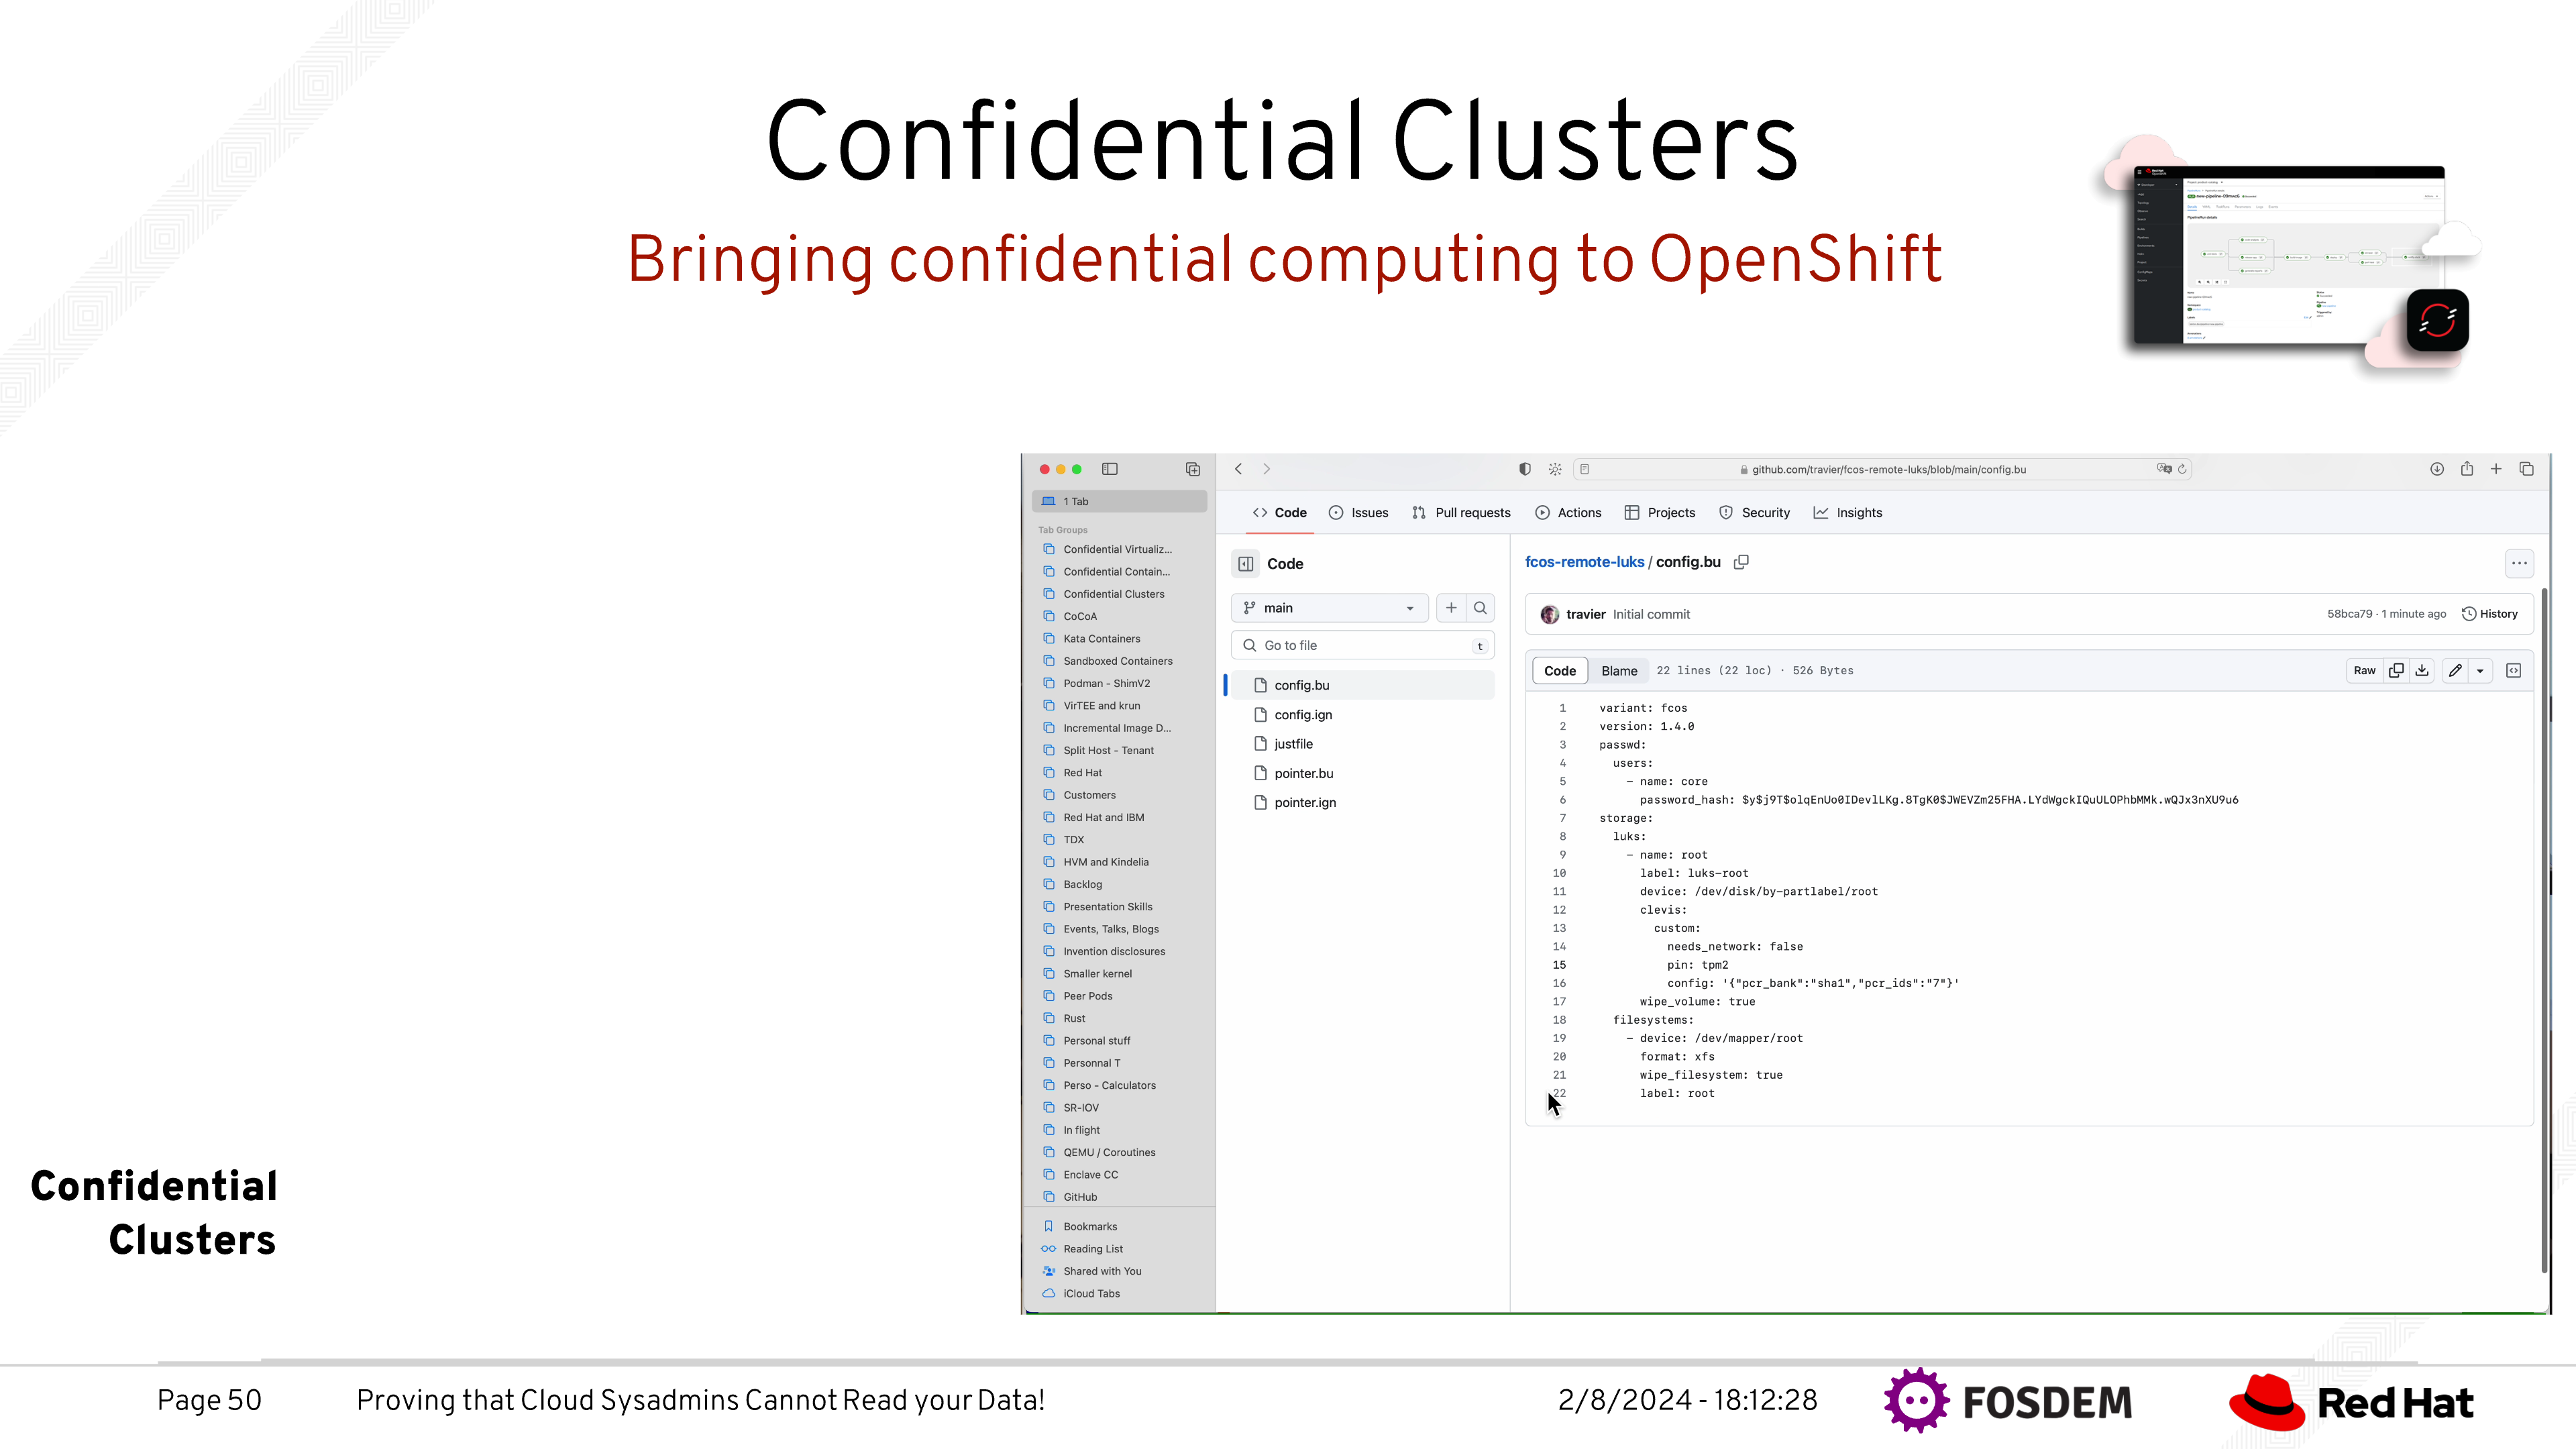 Confidential Clusters
Bringing confidential computing to OpenShift
github.com/travier/fcos-remote-luks/blob/main/config.bu
1 Tab
Tab Groups
Confidential Virtualiz...
Confidential Contain...
Confidential Clusters
CoCoA
Kata Containers
Sandboxed Containers
Podman - ShimV2
VirTEE and krun
Incremental Image D...
Split Host - Tenant
Red Hat
Customers
Red Hat and IBM
TDX
HVM and Kindelia
Backlog
Presentation Skills
Events, Talks, Blogs
Invention disclosures
Smaller kernel
Peer Pods
Rust
Personal stuff
Personnal T
Perso - Calculators
SR-IOV
In flight
QEMU / Coroutines
Enclave CC
GitHub
Bookmarks
Reading List
Shared with You
iCloud Tabs
Code Issues Pull requests Actions Projects Security Insights
Code
main
Go to file t
config.bu
config.ign
justfile
pointer.bu
pointer.ign
fcos-remote-luks / config.bu
travier Initial commit 58bca79 · 1 minute ago History
Code Blame 22 lines (22 loc) · 526 Bytes Raw
1 variant: fcos
2 version: 1.4.0
3 passwd:
4 users:
5 - name: core
6 password_hash: $y$j9T$olqEnUo0IDevlLKg.8TgK0$JWEVZm25FHA.LYdWgckIQuULOPhbMMk.wQJx3nXU9u6
7 storage:
8 luks:
9 - name: root
10 label: luks-root
11 device: /dev/disk/by-partlabel/root
12 clevis:
13 custom:
14 needs_network: false
15 pin: tpm2
16 config: '{"pcr_bank":"sha1","pcr_ids":"7"}'
17 wipe_volume: true
18 filesystems:
19 - device: /dev/mapper/root
20 format: xfs
21 wipe_filesystem: true
22 label: root
Confidential
Clusters
Page 50 Proving that Cloud Sysadmins Cannot Read your Data! 2/8/2024 - 18:12:28 FOSDEM Red Hat